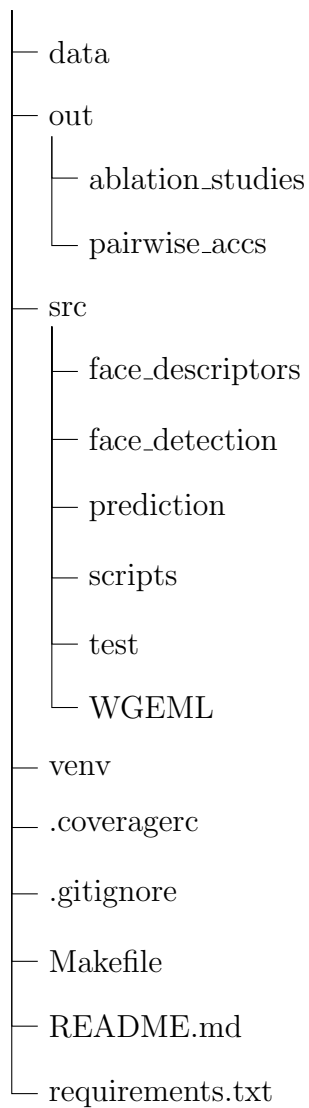 data
out
ablation_studies
pairwise_accs
src
face_descriptors
face_detection
prediction
scripts
test
WGEML
venv
.coveragerc
.gitignore
Makefile
README.md
requirements.txt